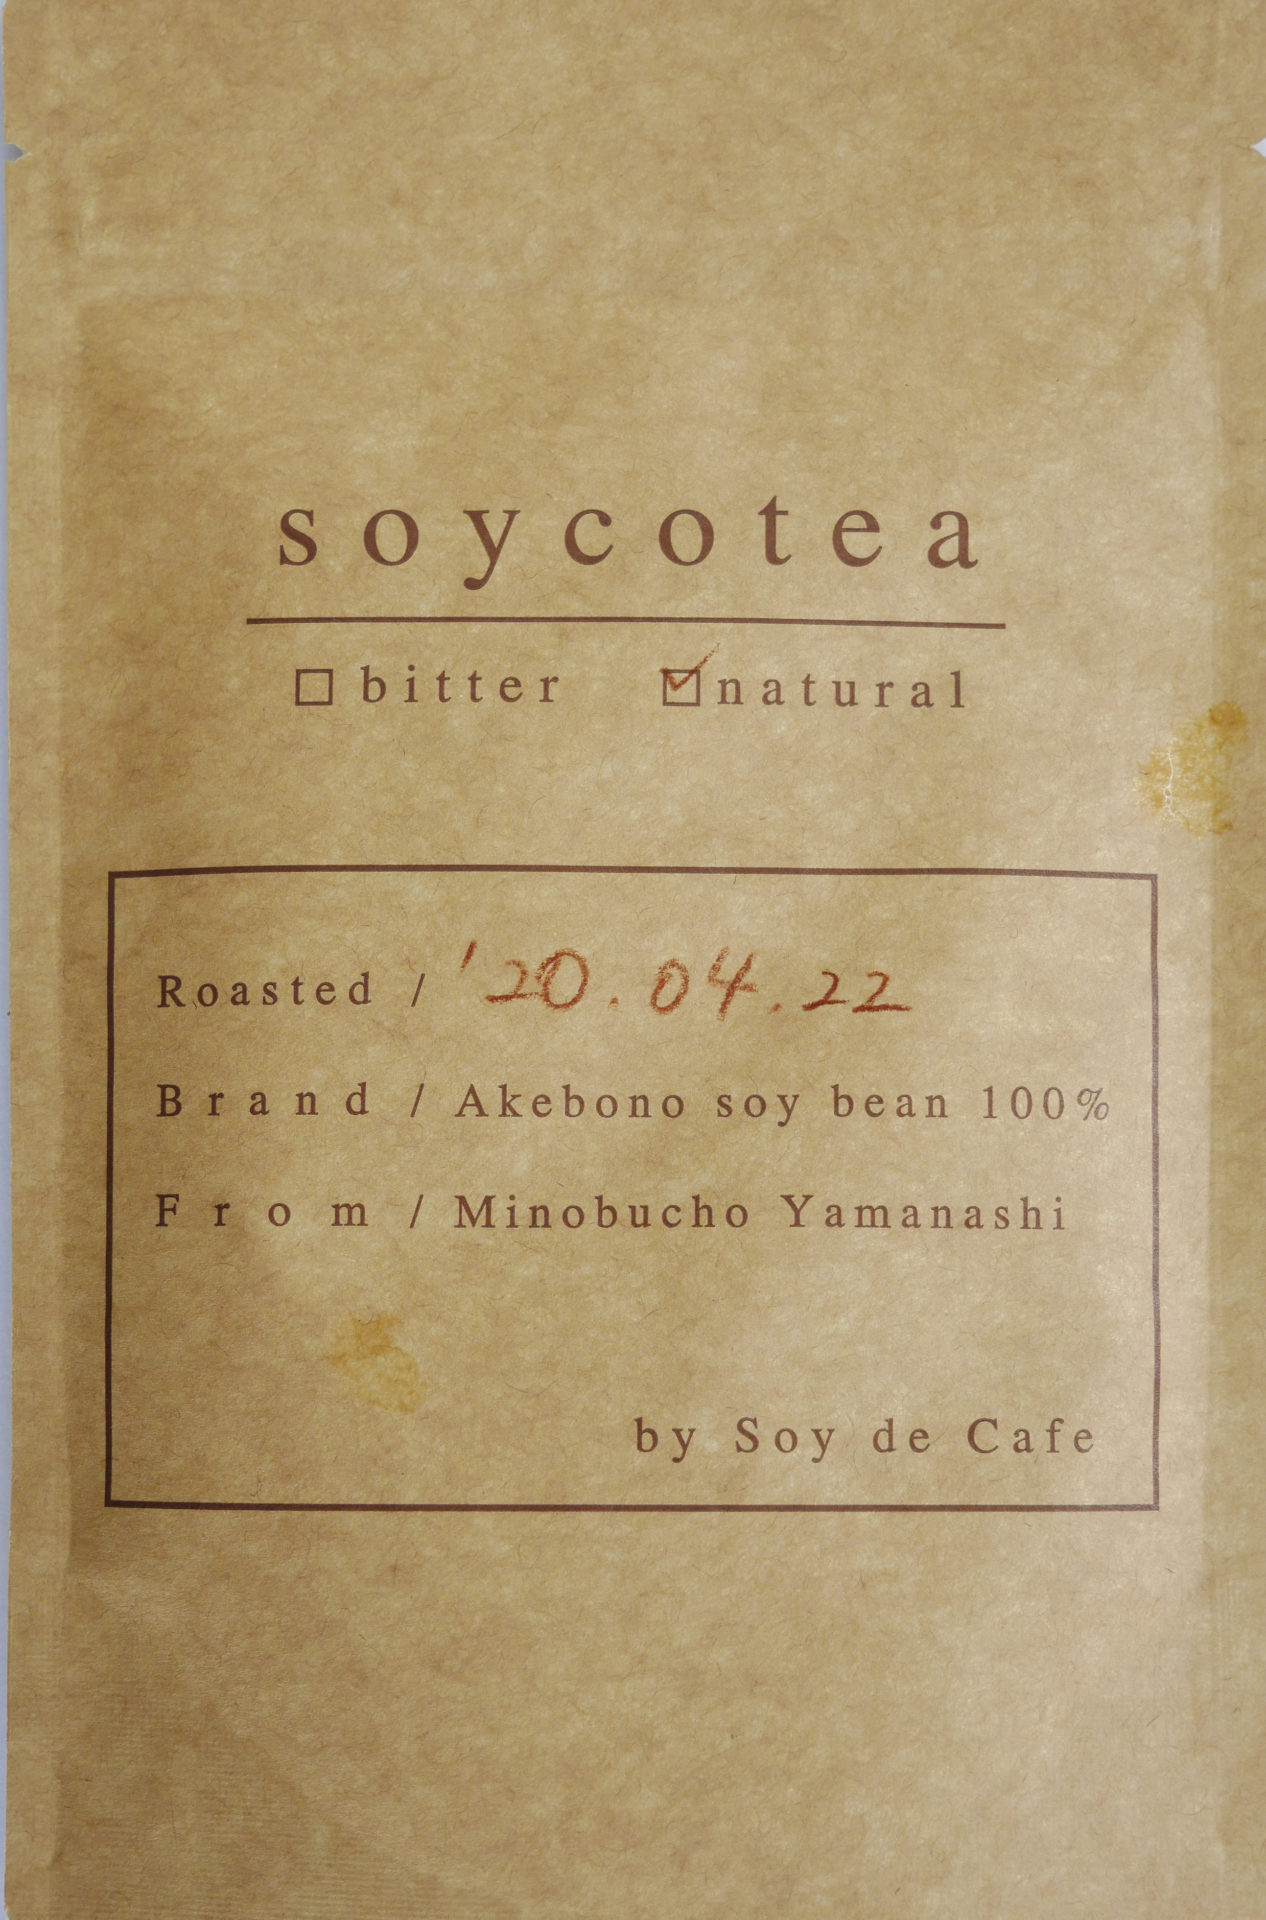 soycotea
☐ bitter ☑ natural
Roasted / '20.04.22
Brand / Akebono soy bean 100%
From / Minobucho Yamanashi
by Soy de Cafe